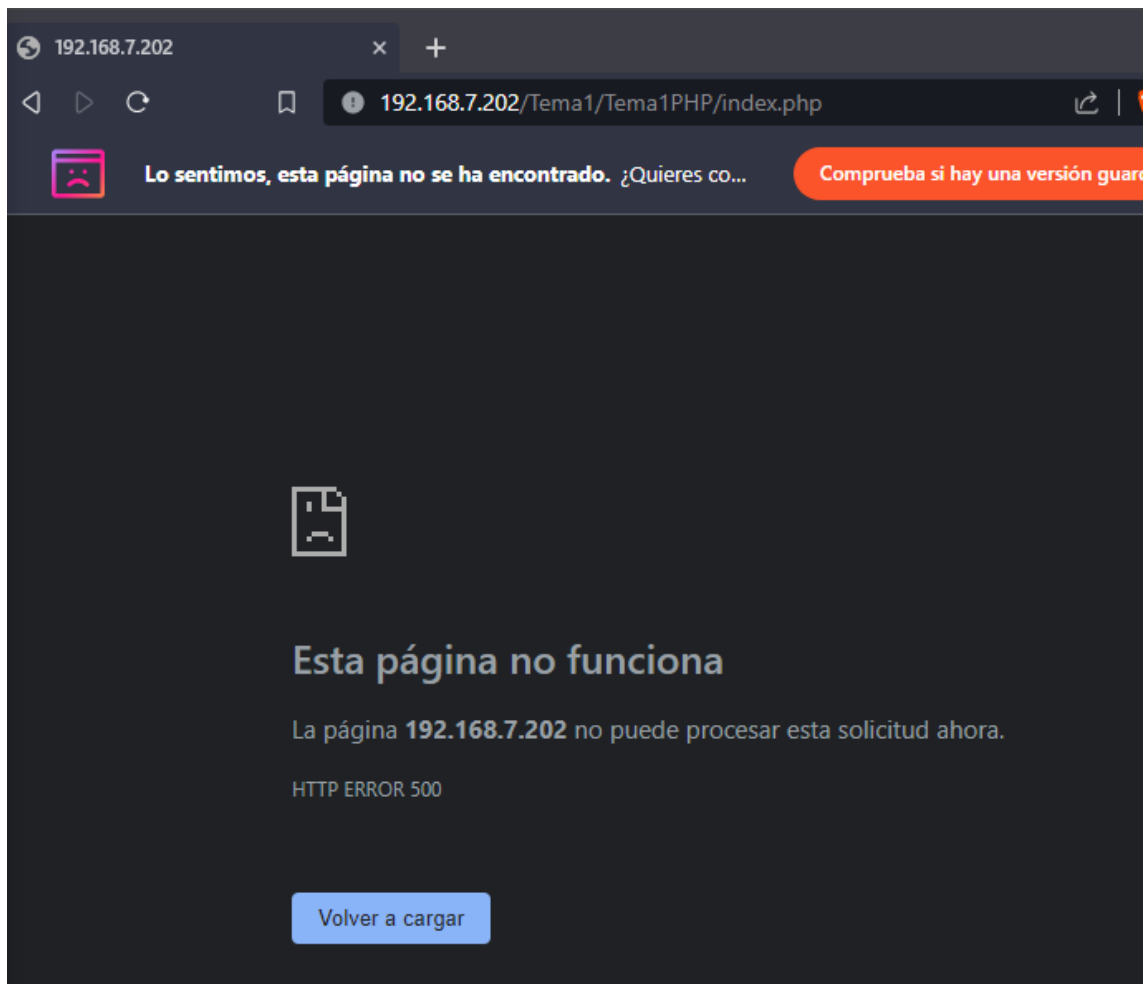 192.168.7.202
192.168.7.202/Tema1/Tema1PHP/index.php
Lo sentimos, esta página no se ha encontrado. ¿Quieres co... Comprueba si hay una versión
Esta página no funciona
La página 192.168.7.202 no puede procesar esta solicitud ahora.
HTTP ERROR 500
Volver a cargar